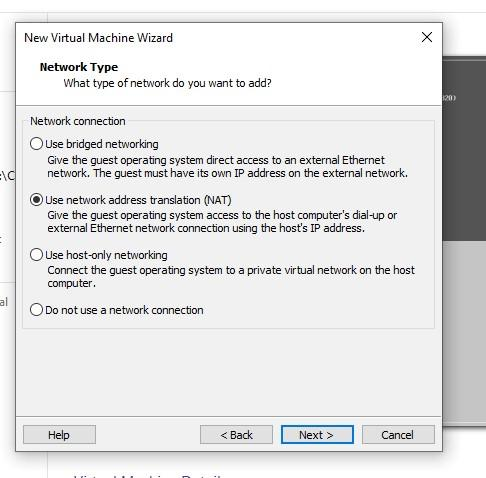 New Virtual Machine Wizard
Network Type
What type of network do you want to add?
Network connection
Use bridged networking
Give the guest operating system direct access to an external Ethernet
network. The guest must have its own IP address on the external network.
Use network address translation (NAT)
Give the guest operating system access to the host computer's dial-up or
external Ethernet network connection using the host's IP address.
Use host-only networking
Connect the guest operating system to a private virtual network on the host
computer.
Do not use a network connection
Help
< Back
Next >
Cancel